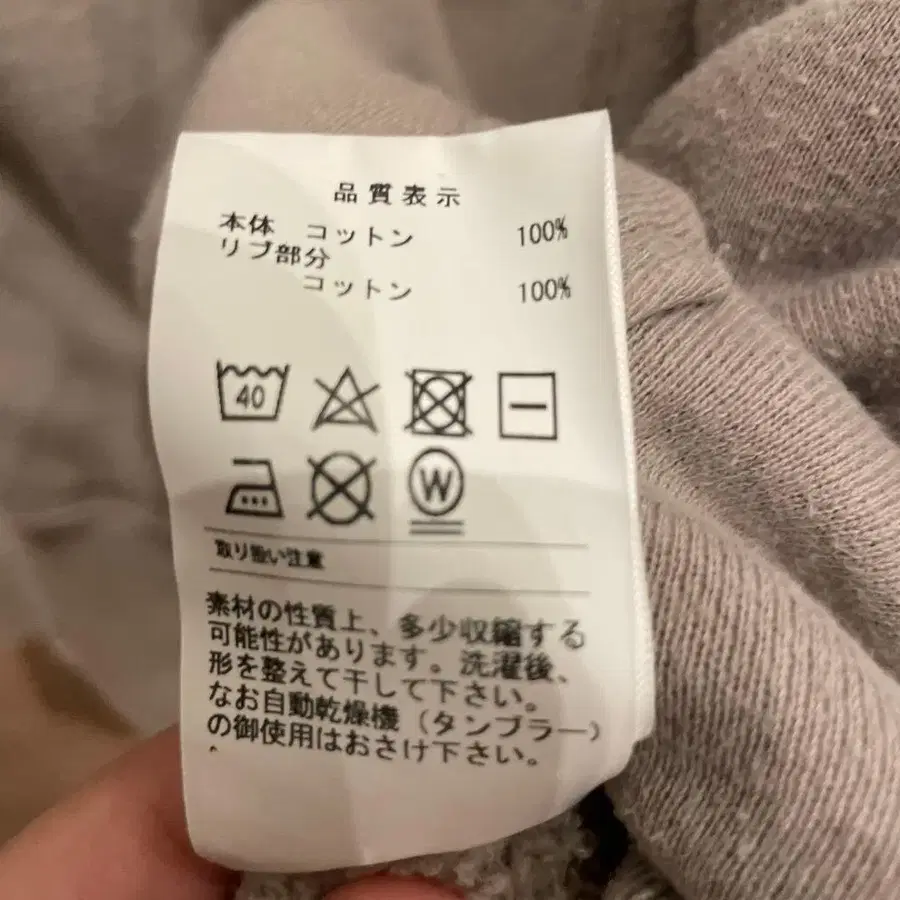 品質表示
本体 コットン 100%
リブ部分
コットン 100%
40
W
取り扱い注意
素材の性質上、多少収縮する
可能性があります。洗濯後、
形を整えて干して下さい。
なお自動乾燥機（タンブラー）
の御使用はおさけ下さい。